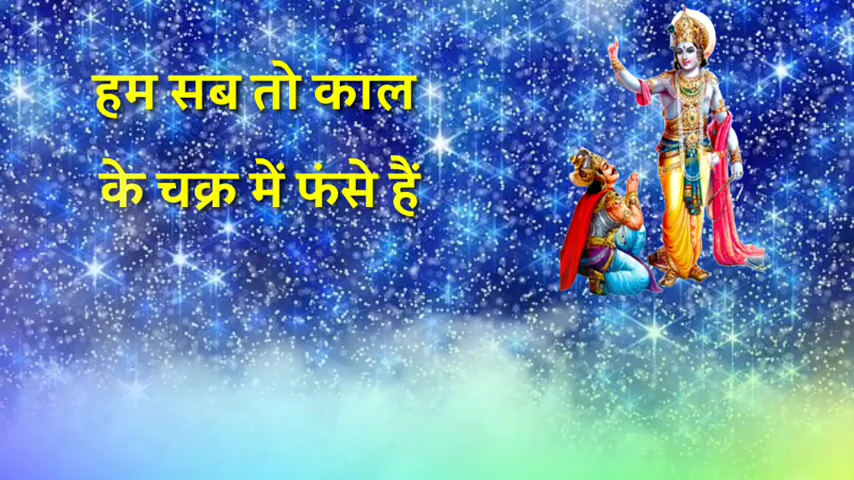 हम सब तो काल
के चक्र में फंसे हैं